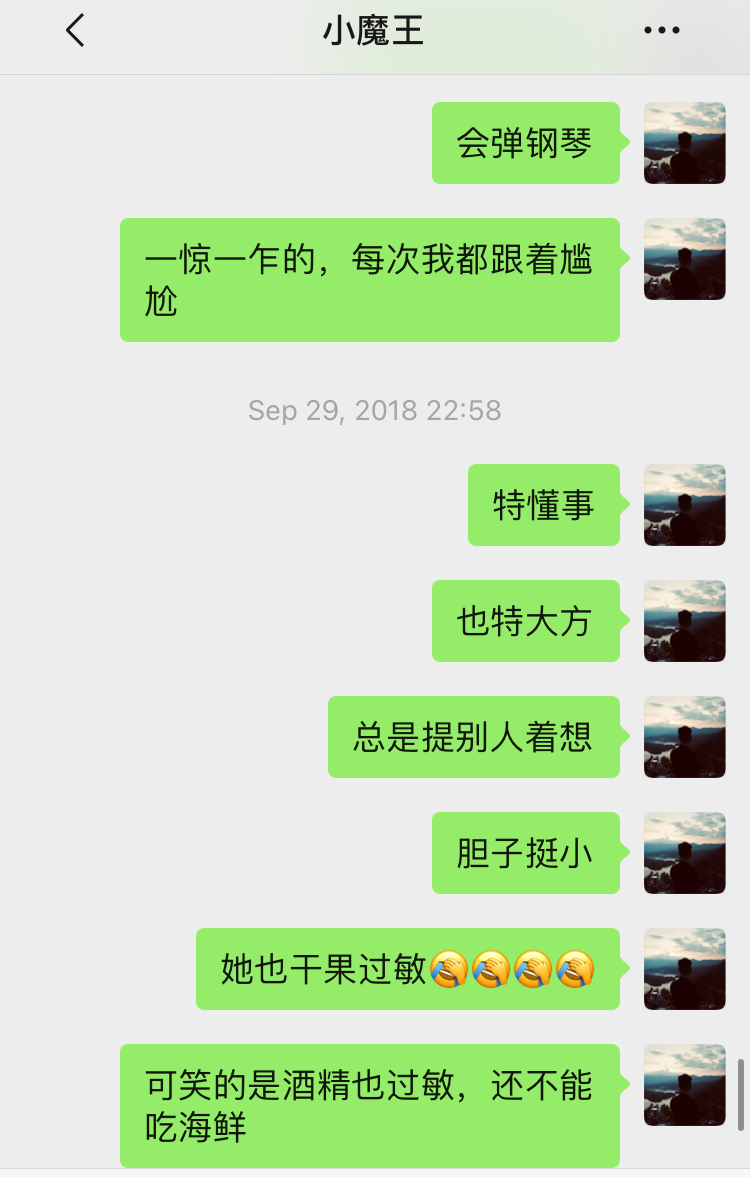 小魔王
会弹钢琴
一惊一乍的，每次我都跟着尴
尬
Sep 29, 2018 22:58
特懂事
也特大方
总是提别人着想
胆子挺小
她也干果过敏🤦🤦🤦🤦
可笑的是酒精也过敏，还不能
吃海鲜